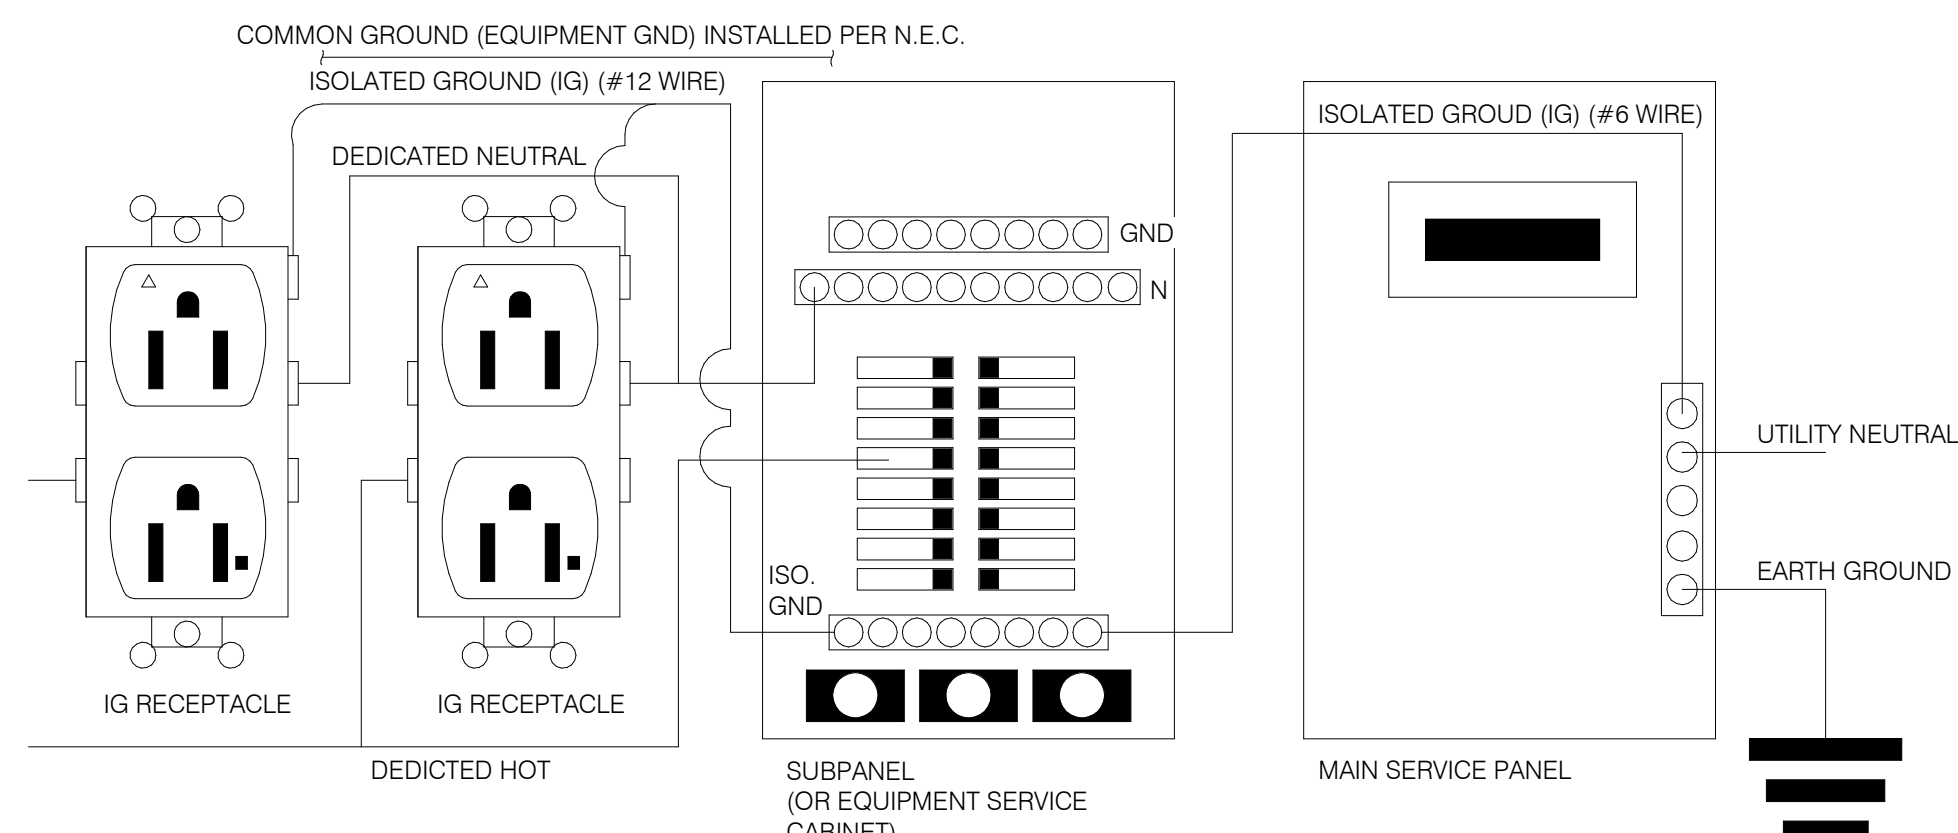 COMMON GROUND (EQUIPMENT GND) INSTALLED PER N.E.C.
ISOLATED GROUND (IG) (#12 WIRE)
DEDICATED NEUTRAL
ISOLATED GROUD (IG) (#6 WIRE)
GND
N
UTILITY NEUTRAL
EARTH GROUND
ISO.
GND
IG RECEPTACLE
IG RECEPTACLE
DEDICTED HOT
SUBPANEL
(OR EQUIPMENT SERVICE
CABINET)
MAIN SERVICE PANEL